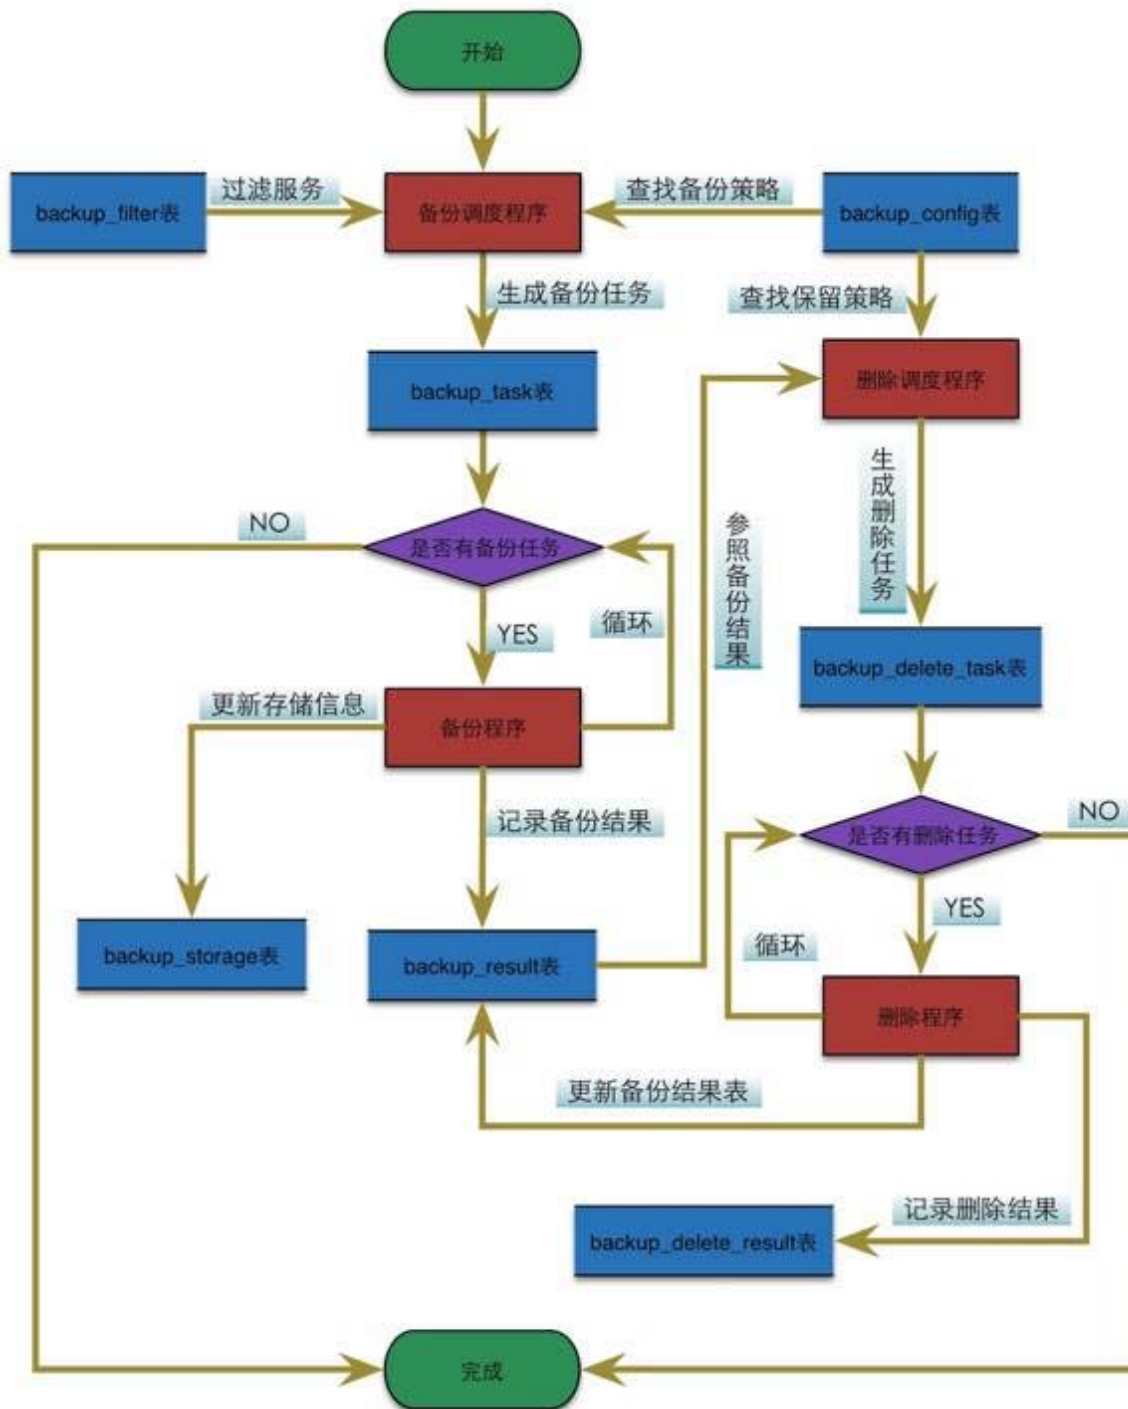 开始
过滤服务
查找备份策略
backup_filter表
备份调度程序
backup_config表
生成备份任务
查找保留策略
backup_task表
删除调度程序
生成删除任务
NO
是否有备份任务
参照备份结果
YES
循环
backup_delete_task表
更新存储信息
备份程序
记录备份结果
NO
是否有删除任务
YES
循环
backup_storage表
backup_result表
删除程序
更新备份结果表
记录删除结果
backup_delete_result表
完成